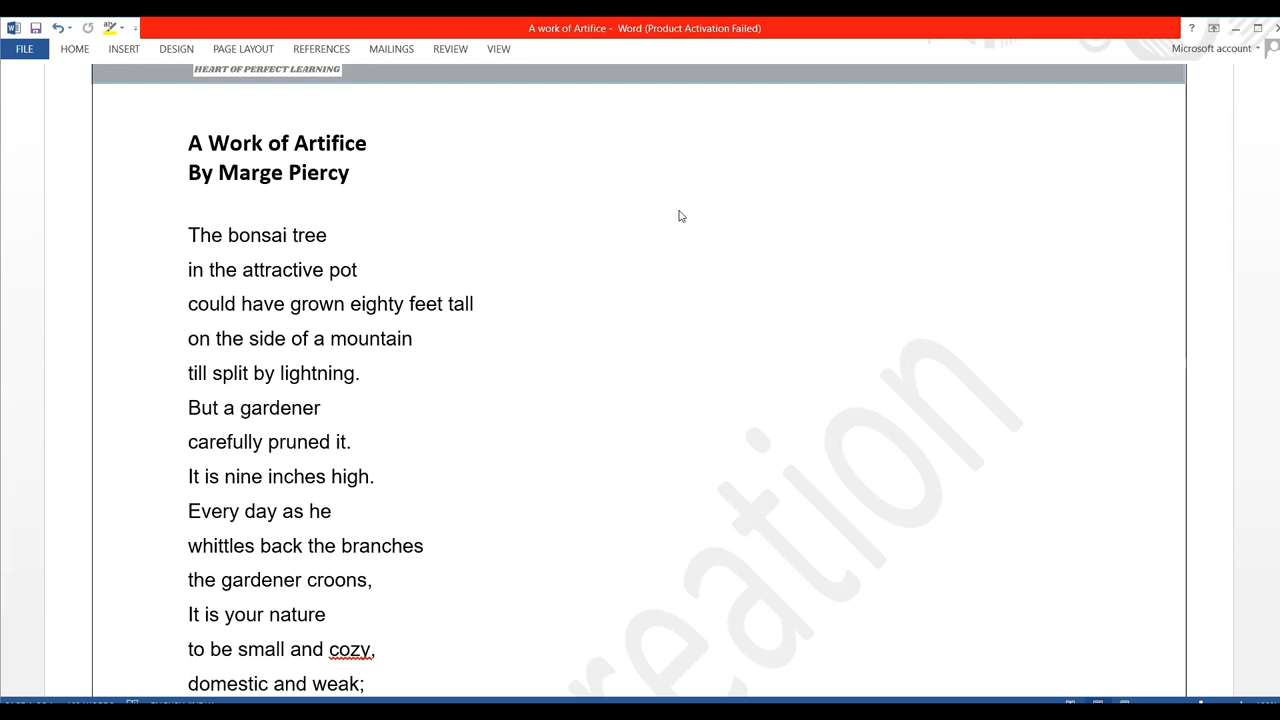 A work of Artifice - Word (Product Activation Failed)
?
FILE HOME INSERT DESIGN PAGE LAYOUT REFERENCES MAILINGS REVIEW VIEW Microsoft account
HEART OF PERFECT LEARNING
A Work of Artifice
By Marge Piercy
The bonsai tree
in the attractive pot
could have grown eighty feet tall
on the side of a mountain
till split by lightning.
But a gardener
carefully pruned it.
It is nine inches high.
Every day as he
whittles back the branches
the gardener croons,
It is your nature
to be small and cozy,
domestic and weak;